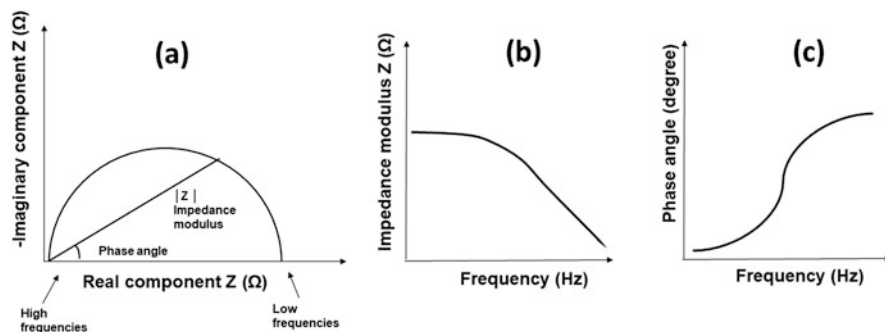 (a)
-Imaginary component Z (Ω)
|Z|
Impedance
modulus
Phase angle
Real component Z (Ω)
High
frequencies
Low
frequencies
(b)
Impedance modulus Z (Ω)
Frequency (Hz)
(c)
Phase angle (degree)
Frequency (Hz)